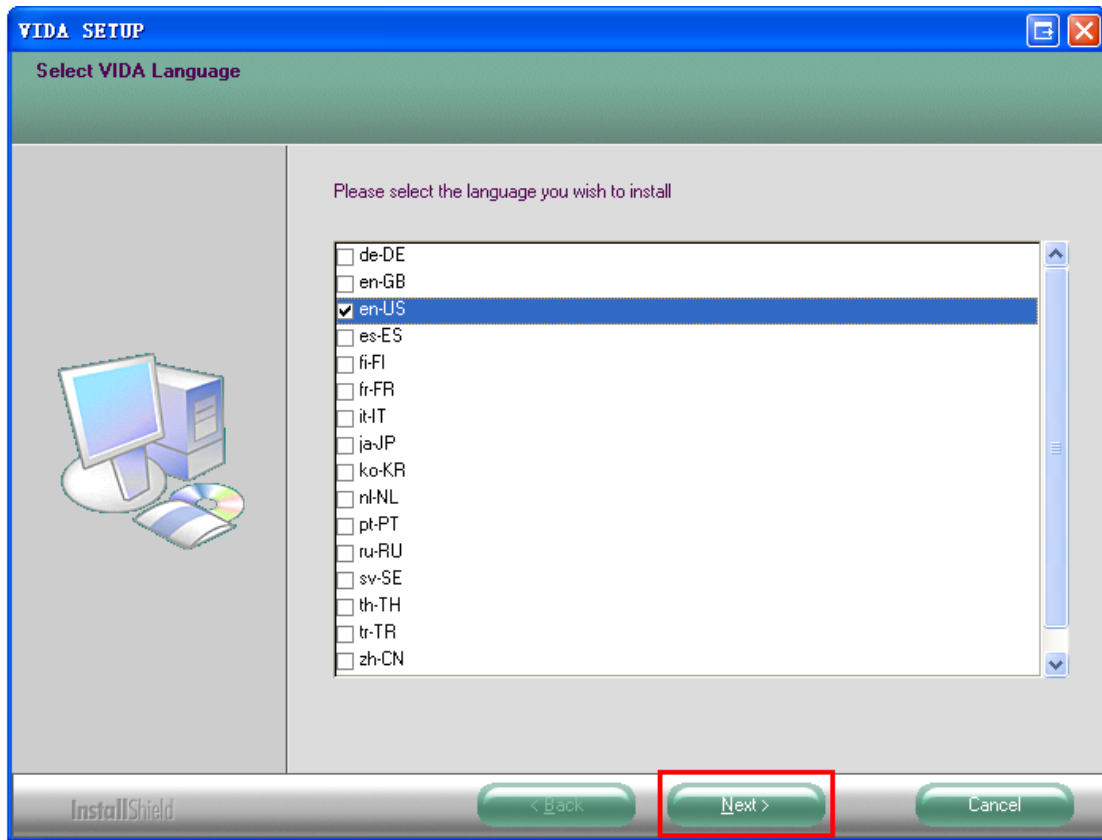 VIDA SETUP
Select VIDA Language
Please select the language you wish to install
de-DE
en-GB
en-US
es-ES
fi-FI
fr-FR
it-IT
ja-JP
ko-KR
nl-NL
pt-PT
ru-RU
sv-SE
th-TH
tr-TR
zh-CN
InstallShield
< Back
Next >
Cancel